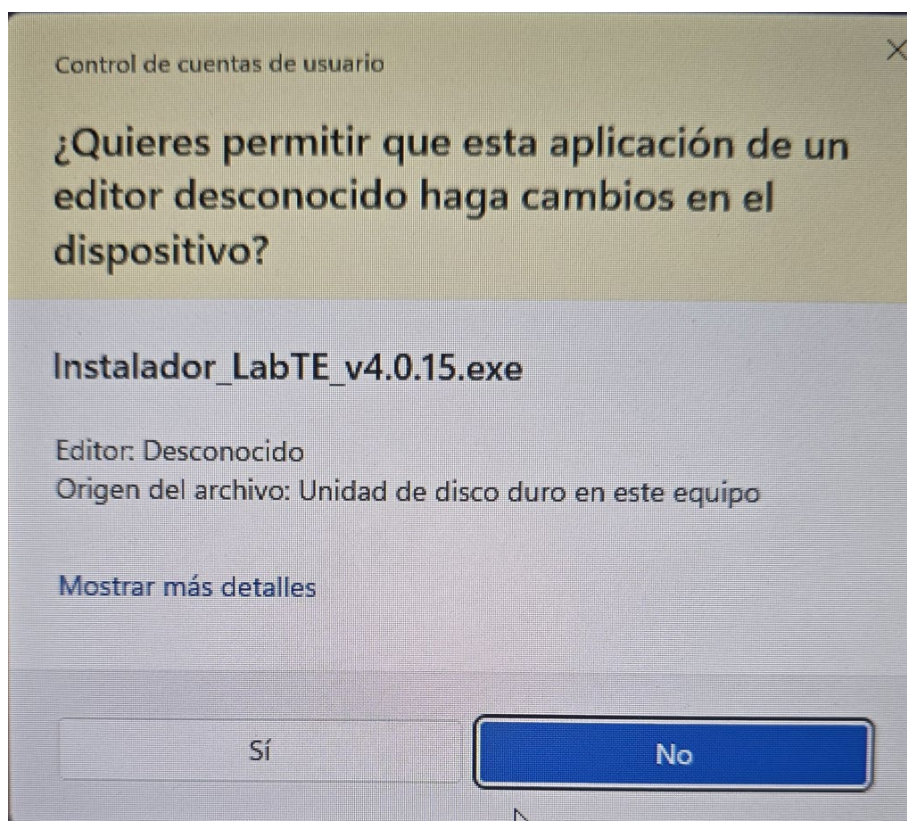 Control de cuentas de usuario
¿Quieres permitir que esta aplicación de un
editor desconocido haga cambios en el
dispositivo?
Instalador_LabTE_v4.0.15.exe
Editor: Desconocido
Origen del archivo: Unidad de disco duro en este equipo
Mostrar más detalles
Sí
No